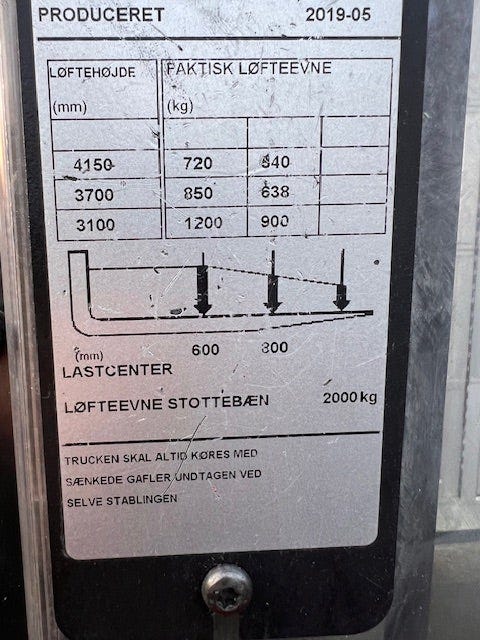 PRODUCERET 2019-05
LØFTEHØJDE FAKTISK LØFTEEVNE
(mm) (kg)
4150 720 540
3700 850 638
3100 1200 900
(mm) 600 800
LASTCENTER
LØFTEEVNE STOTTEBÆN 2000 kg
TRUCKEN SKAL ALTID KØRES MED
SÆNKEDE GAFLER UNDTAGEN VED
SELVE STABLINGEN